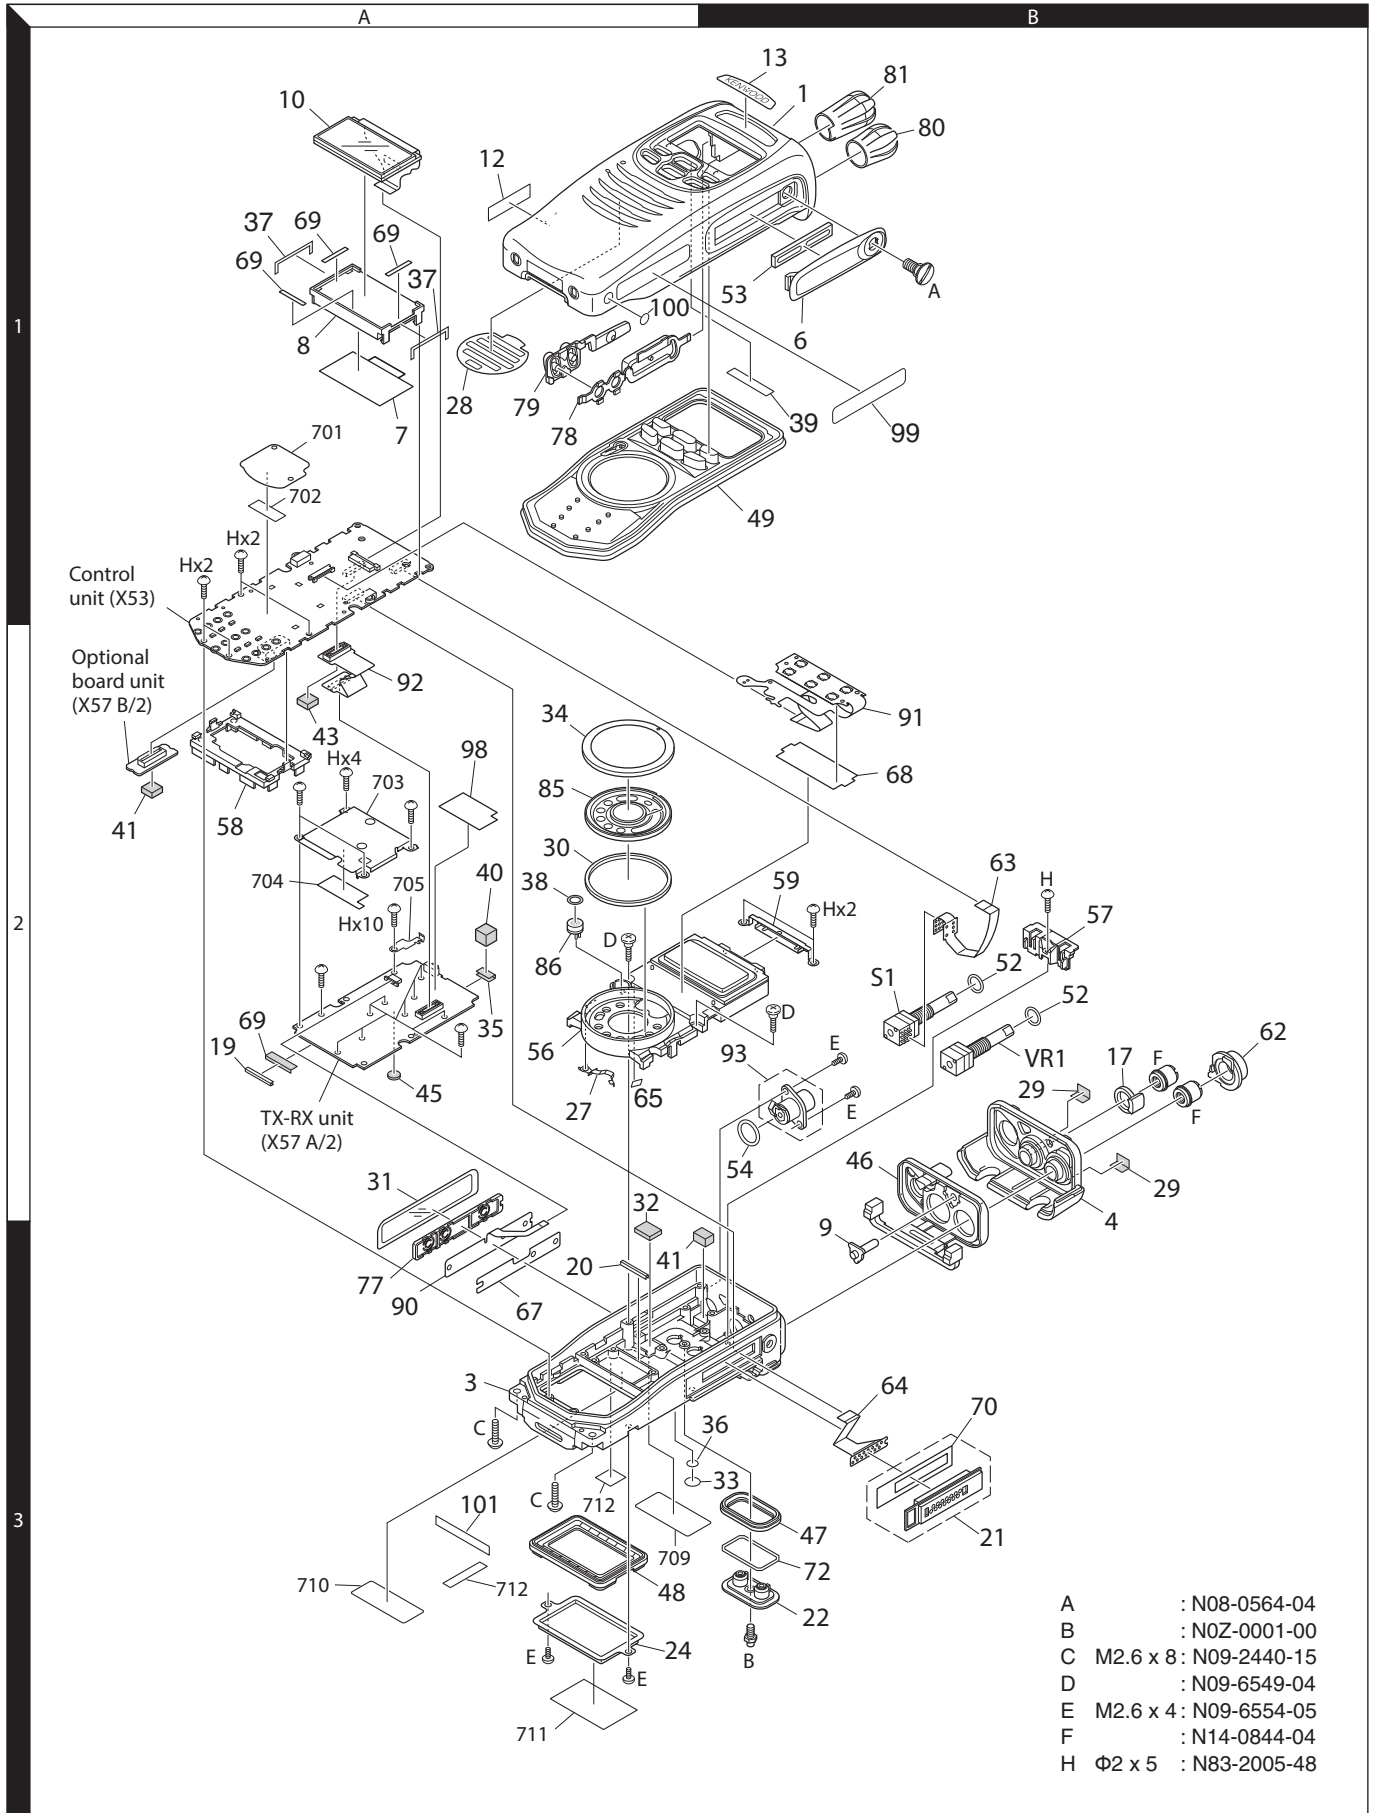 A
B
13
KENWOOD
1
81
80
10
12
37
69
69
69
37
53
6
A
100
8
7
28
79
78
39
99
701
702
49
1
Hx2
Hx2
Control
unit (X53)
Optional
board unit
(X57 B/2)
92
43
91
34
98
68
58
Hx4
703
85
41
30
704
705
40
38
59
Hx2
63
H
57
2
Hx10
86
D
S1
52
52
35
D
69
19
56
93
E
VR1
17
F
62
45
27
65
E
29
F
TX-RX unit
(X57 A/2)
54
46
29
31
32
4
9
77
41
20
90
67
3
64
70
C
36
33
C
712
101
709
47
21
3
710
712
48
72
22
E
24
E
B
711
A : N08-0564-04
B : N0Z-0001-00
C M2.6 x 8 : N09-2440-15
D : N09-6549-04
E M2.6 x 4 : N09-6554-05
F : N14-0844-04
H Φ2 x 5 : N83-2005-48